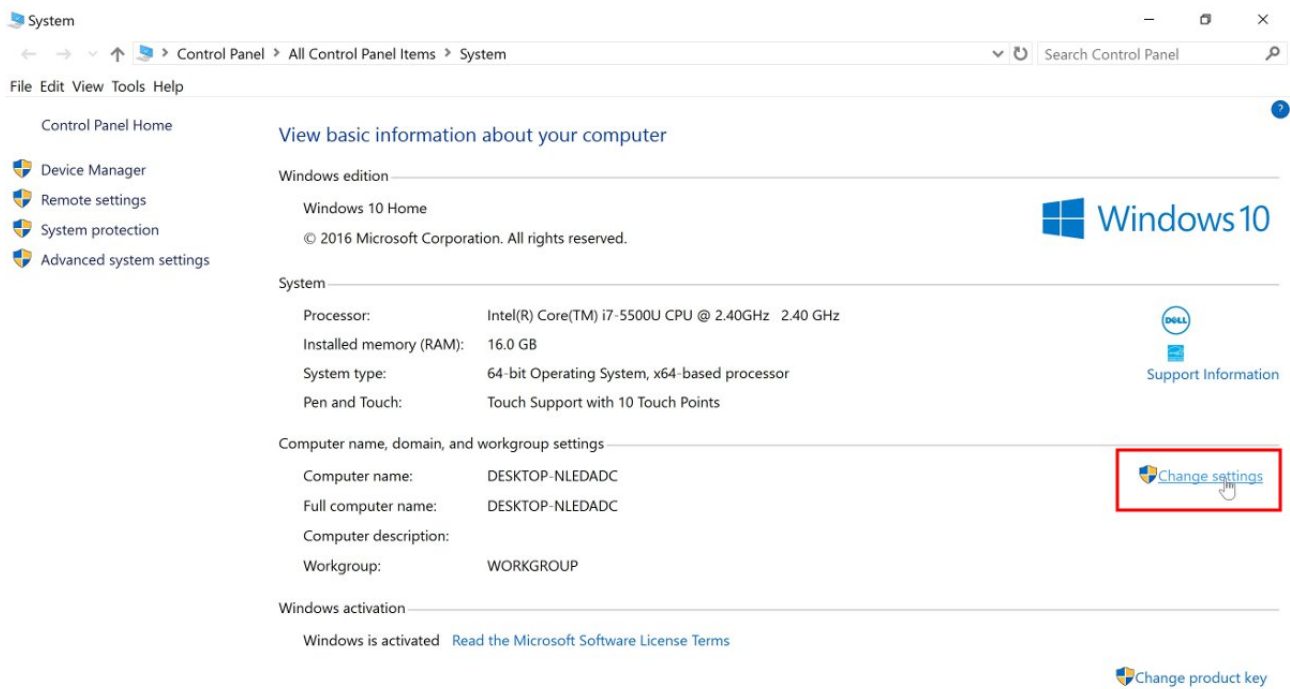 System
Control Panel > All Control Panel Items > System
Search Control Panel
File Edit View Tools Help
Control Panel Home
Device Manager
Remote settings
System protection
Advanced system settings
?
View basic information about your computer
Windows edition
Windows 10 Home
© 2016 Microsoft Corporation. All rights reserved.
Windows 10
System
Processor: Intel(R) Core(TM) i7-5500U CPU @ 2.40GHz 2.40 GHz
Installed memory (RAM): 16.0 GB
System type: 64-bit Operating System, x64-based processor
Pen and Touch: Touch Support with 10 Touch Points
DELL
Support Information
Computer name, domain, and workgroup settings
Computer name: DESKTOP-NLEDADC
Change settings
Full computer name: DESKTOP-NLEDADC
Computer description:
Workgroup: WORKGROUP
Windows activation
Windows is activated Read the Microsoft Software License Terms
Change product key